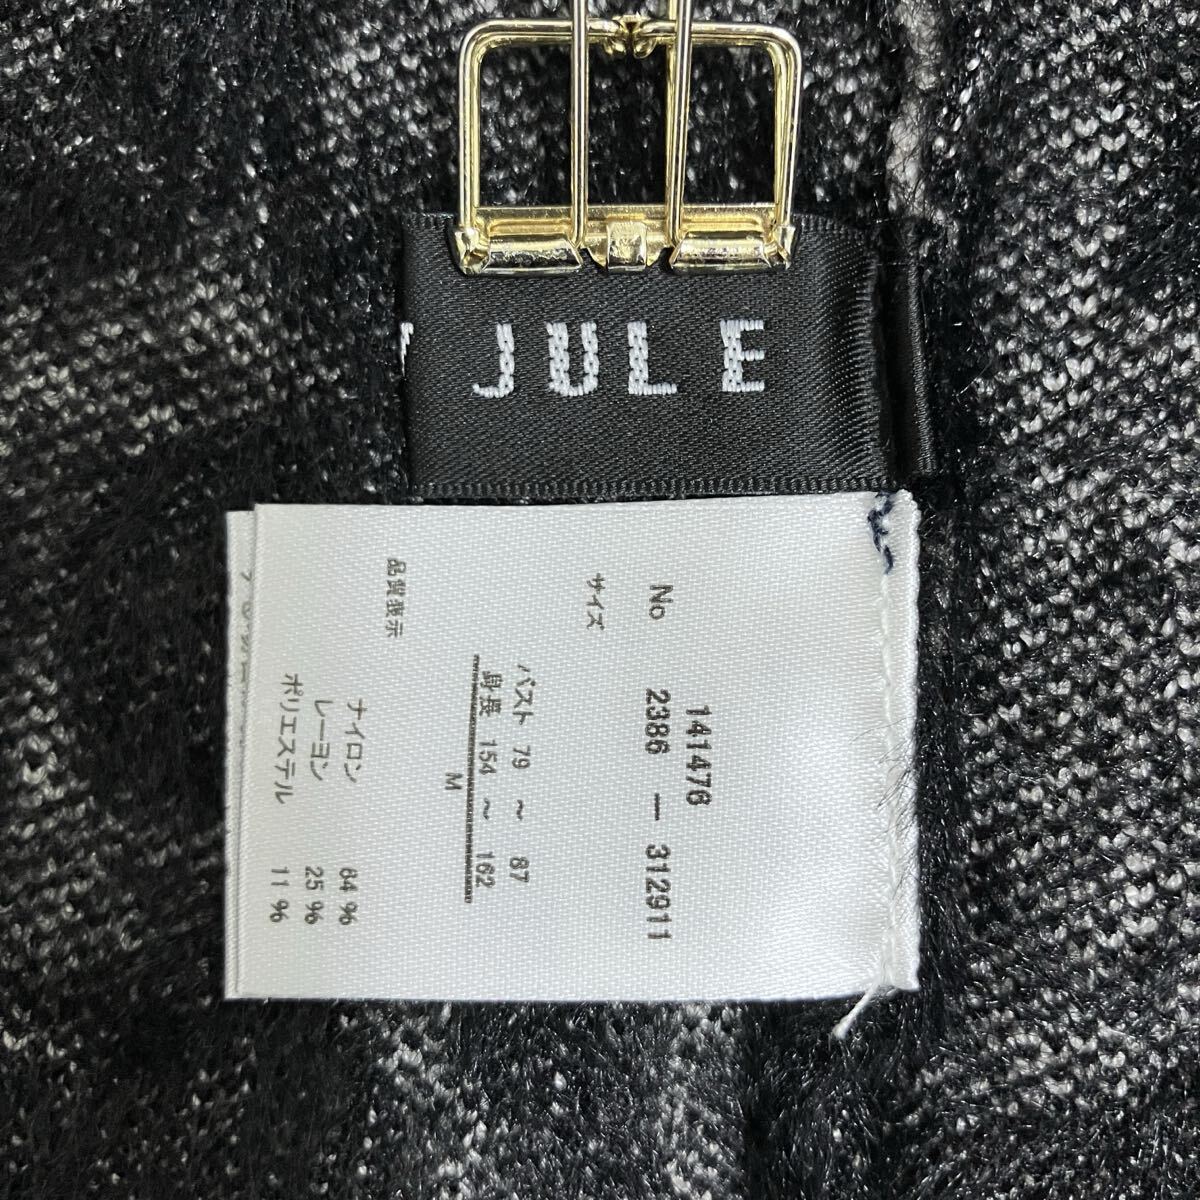 JULE
141476
No 2386 — 312911
サイズ
バスト 79 ~ 87
身長 154 ~ 162
M
品質表示
ナイロン 64%
レーヨン 25%
ポリエステル 11%